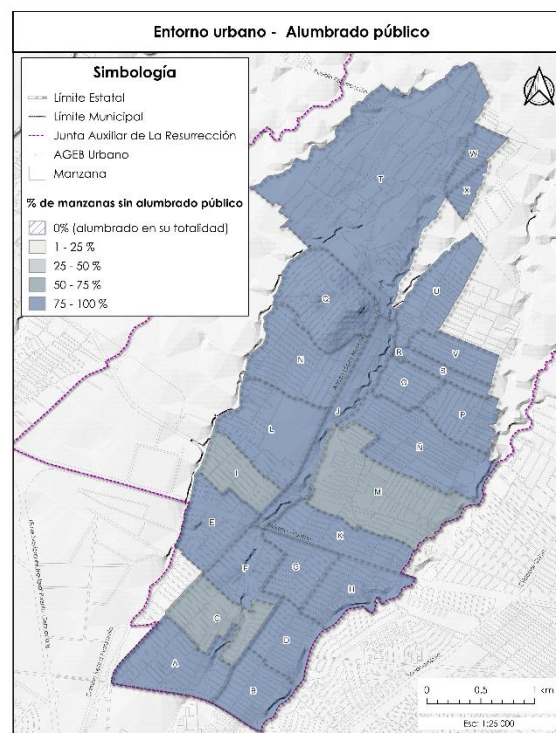 Entorno urbano - Alumbrado público
Simbología
Límite Estatal
Límite Municipal
Junta Auxiliar de La Resurrección
AGEB Urbano
Manzana
% de manzanas sin alumbrado público
0% (alumbrado en su totalidad)
1 - 25 %
25 - 50 %
50 - 75 %
75 - 100 %
W
T
X
Q
U
R
V
S
N
P
J
L
Ñ
I
M
E
K
F
G
H
C
D
A
B
0 0.5 1 km
Esc: 1:25 000